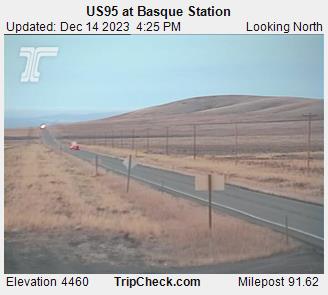 US95 at Basque Station
Updated: Dec 14 2023 4:25 PM Looking North
Elevation 4460 TripCheck.com Milepost 91.62